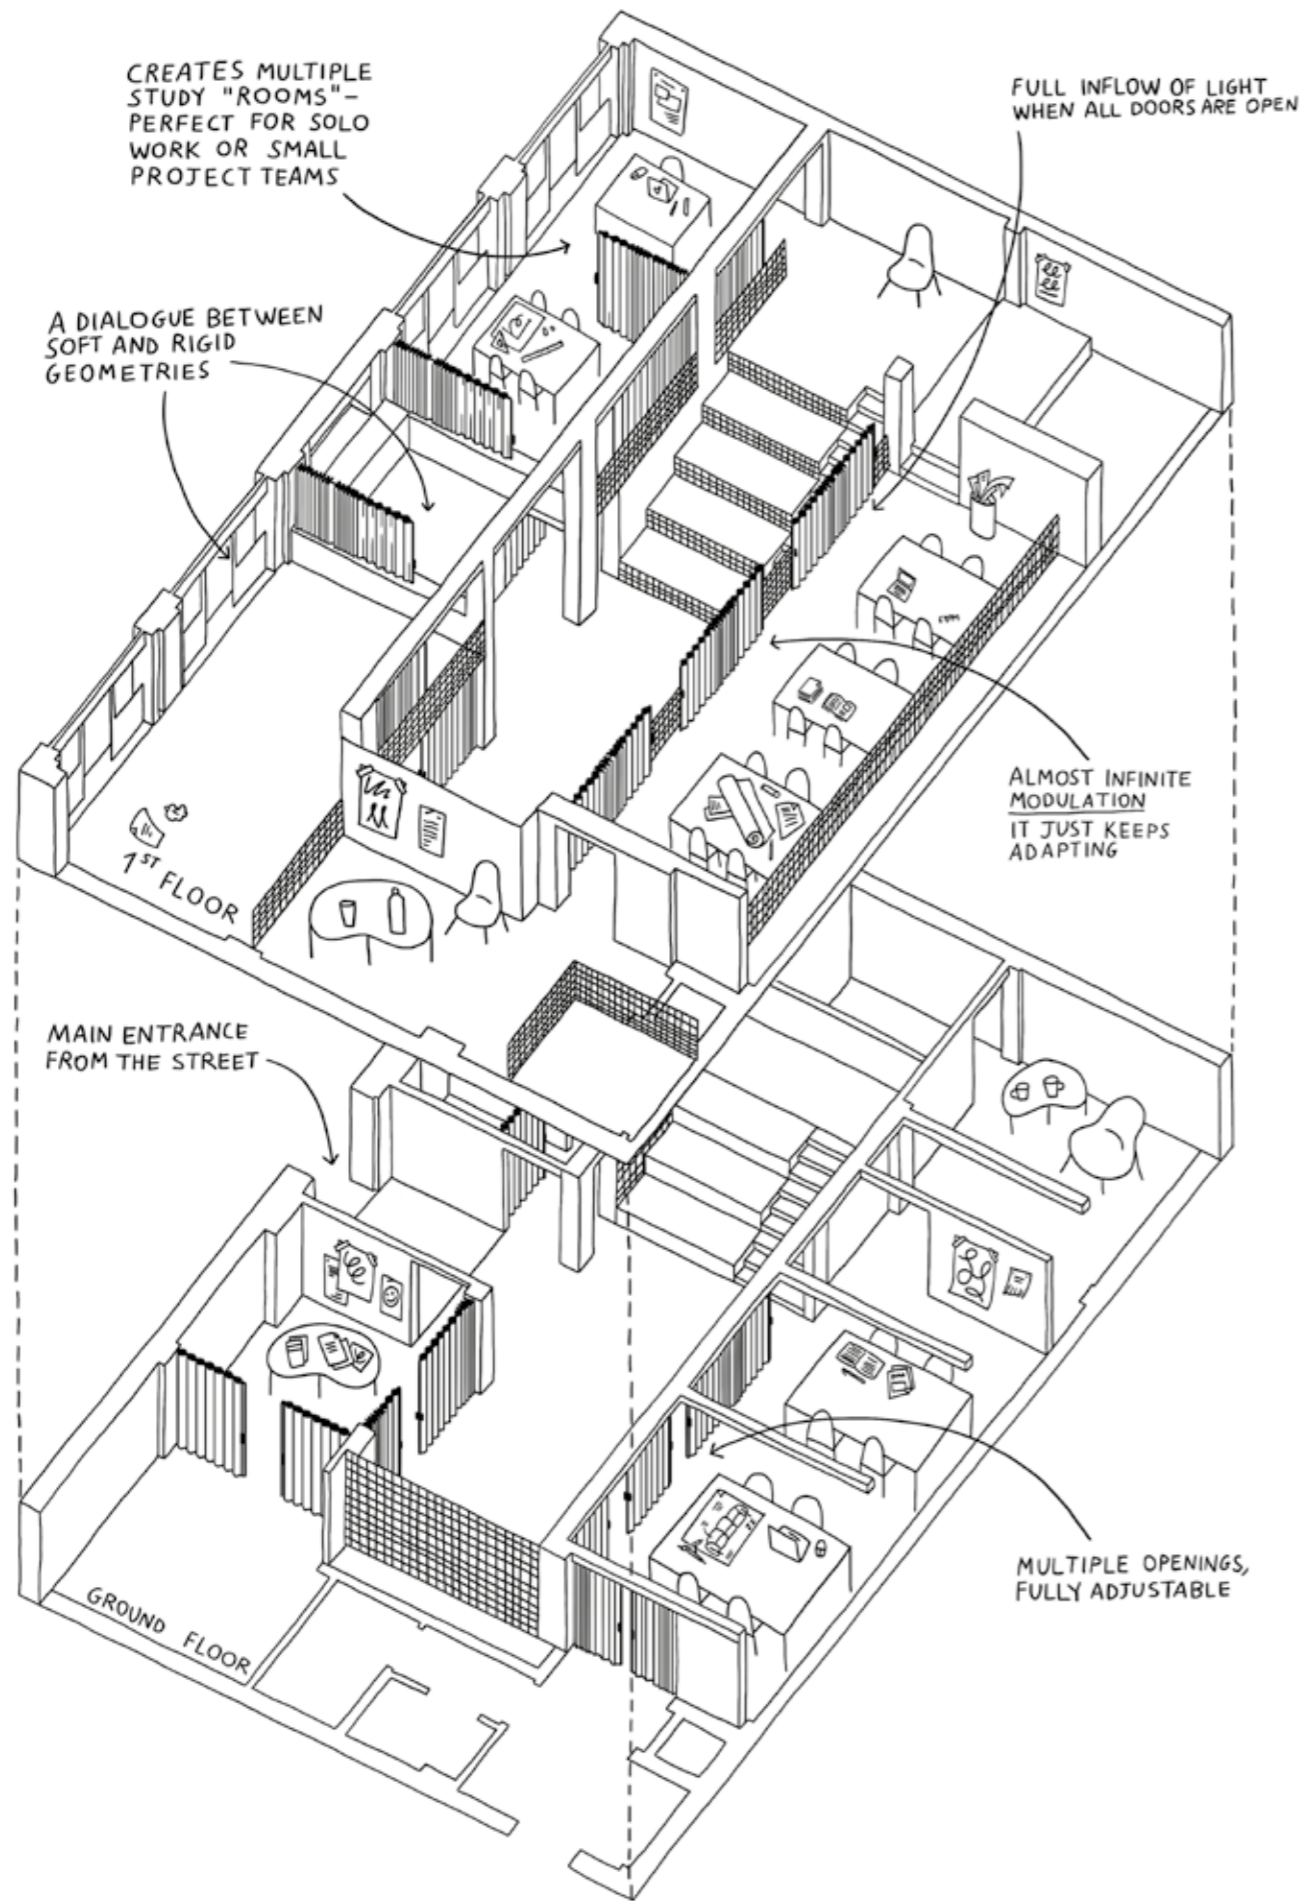 CREATES MULTIPLE
STUDY "ROOMS"–
PERFECT FOR SOLO
WORK OR SMALL
PROJECT TEAMS
FULL INFLOW OF LIGHT
WHEN ALL DOORS ARE OPEN
A DIALOGUE BETWEEN
SOFT AND RIGID
GEOMETRIES
ALMOST INFINITE
MODULATION
IT JUST KEEPS
ADAPTING
1ST FLOOR
MAIN ENTRANCE
FROM THE STREET
MULTIPLE OPENINGS,
FULLY ADJUSTABLE
GROUND FLOOR